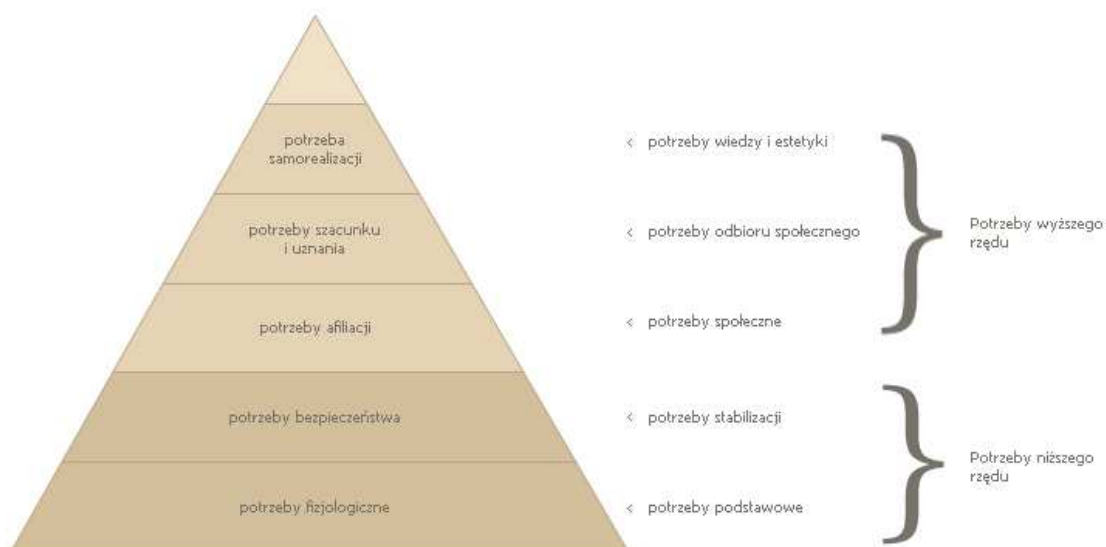 potrzeba
samorealizacji
< potrzeby wiedzy i estetyki
potrzeby szacunku
i uznania
< potrzeby odbioru społecznego
Potrzeby wyższego
rzędu
potrzeby afiliacji
< potrzeby społeczne
potrzeby bezpieczeństwa
< potrzeby stabilizacji
Potrzeby niższego
rzędu
potrzeby fizjologiczne
< potrzeby podstawowe